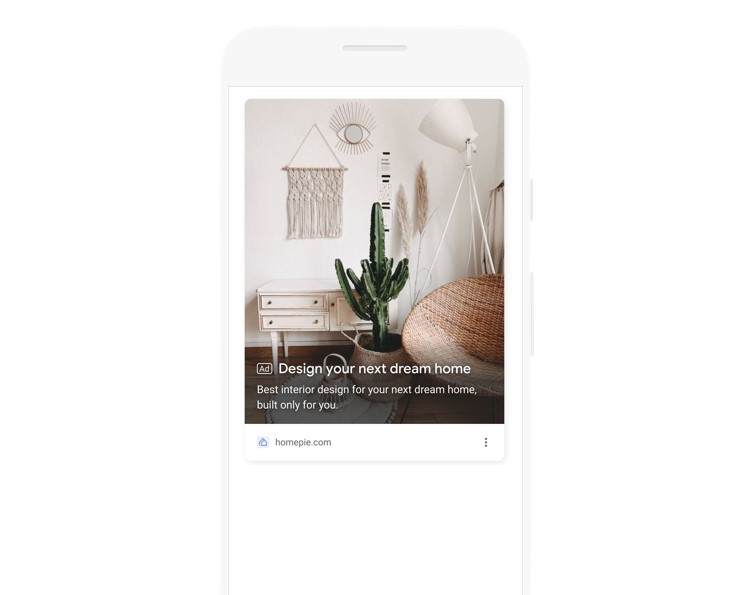 Ad Design your next dream home
Best interior design for your next dream home,
built only for you.
homepie.com